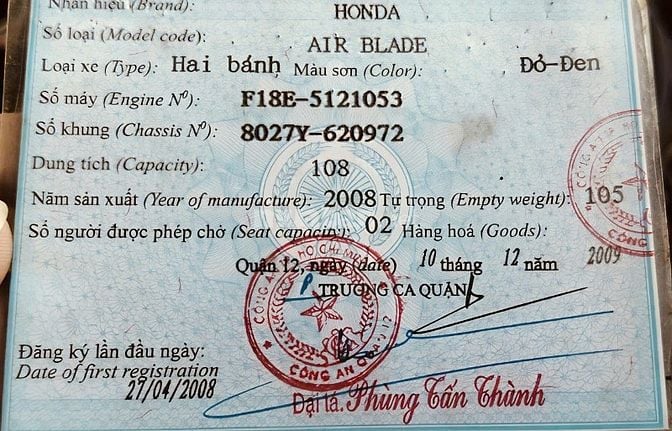 Nhãn hiệu (Brand): HONDA
Số loại (Model code): AIR BLADE
Loại xe (Type): Hai bánh Màu sơn (Color): Đỏ-Đen
Số máy (Engine Nº): F18E-5121053
Số khung (Chassis Nº): 8027Y-620972
Dung tích (Capacity): 108
Năm sản xuất (Year of manufacture): 2008 Tự trọng (Empty weight): 105
Số người được phép chở (Seat capacity): 02 Hàng hoá (Goods):
Quận 12, ngày (date) 10 tháng 12 năm 2009
P. TRƯỞNG CA QUẬN
CÔNG AN QUẬN 12
Đăng ký lần đầu ngày:
Date of first registration
27/04/2008
Đại tá. Phùng Tấn Thành